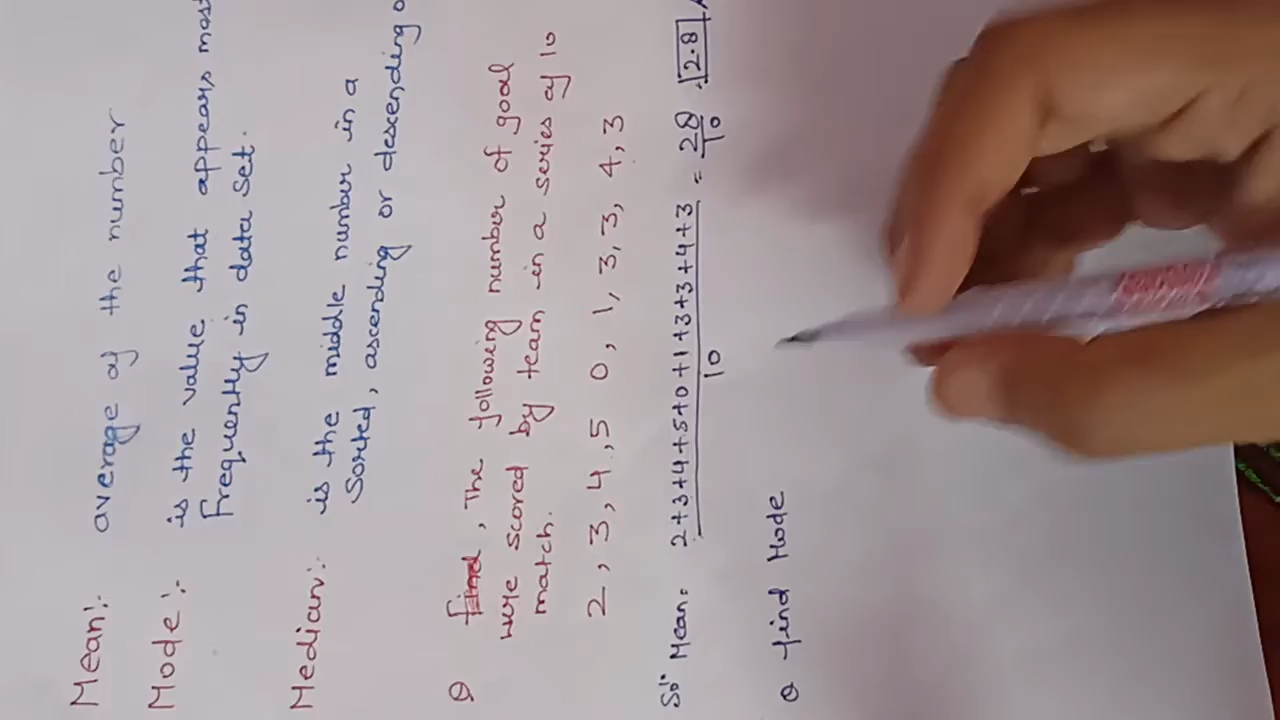 Mean:- average of the number
Mode:- is the value that appears most
frequently in data set.
Median:- is the middle number in a
Sorted, ascending or descending
Q find, The following number of goal
were scored by team in a series of 10
match.
2, 3, 4, 5 0, 1, 3, 3, 4, 3
Solⁿ Mean= 2+3+4+5+0+1+3+3+4+3 / 10 = 28/10 = 2.8
Q find Mode